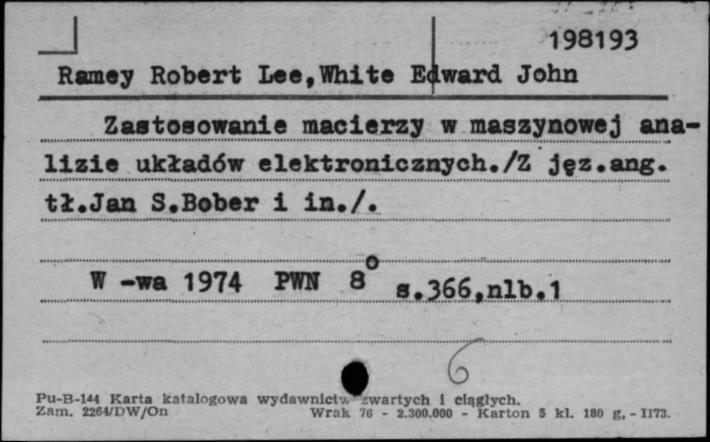 198193
Ramey Robert Lee,White Edward John
Zastosowanie macierzy w maszynowej ana-
lizie układów elektronicznych./Z jęz.ang.
tł.Jan S.Bober i in./.
W -wa 1974 PWN 8° s.366,nlb.1
6
Pu-B-144 Karta katalogowa wydawnictw zwartych i ciągłych.
Zam. 2264/DW/On Wrak 76 - 2.300.000 - Karton 5 kl. 180 g, - II73.